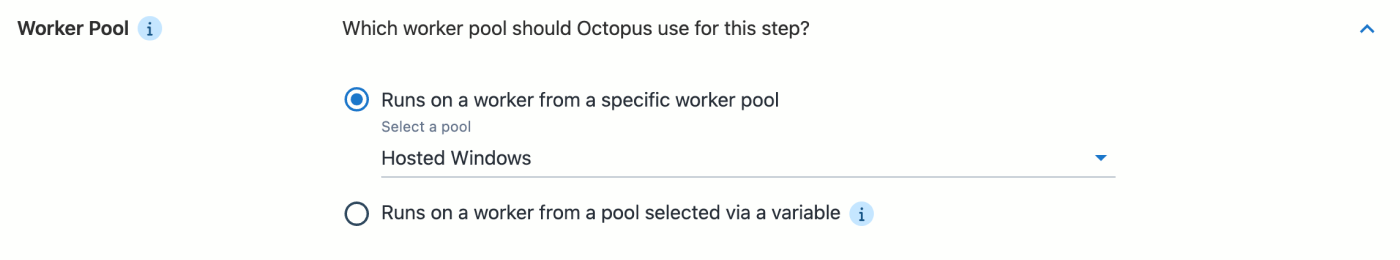 Worker Pool i Which worker pool should Octopus use for this step?
Runs on a worker from a specific worker pool
Select a pool
Hosted Windows
Runs on a worker from a pool selected via a variable i